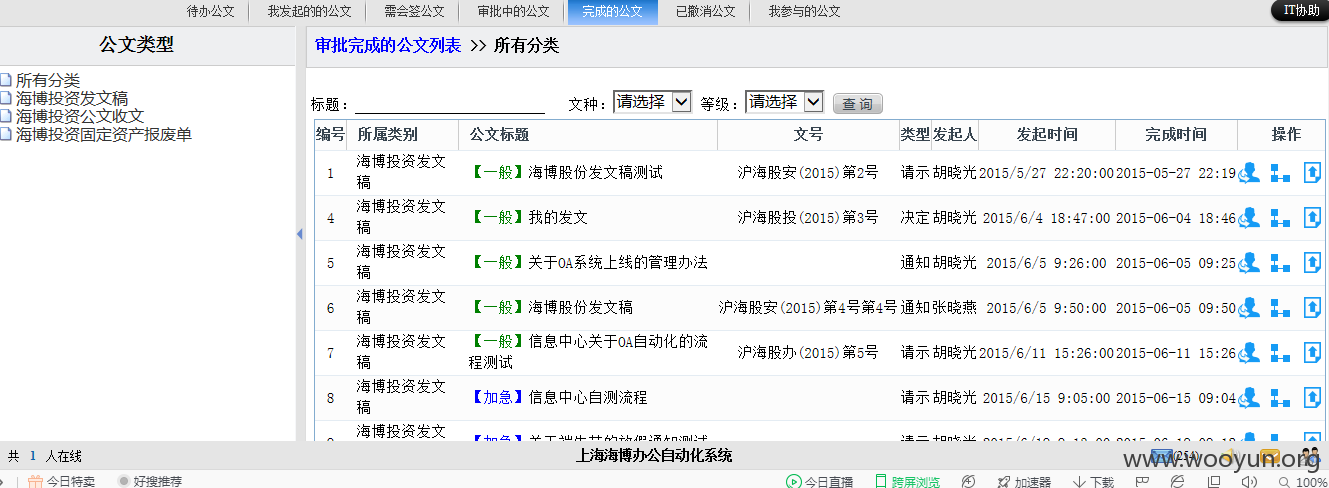 待办公文 我发起的的公文 需会签公文 审批中的公文 完成的公文 已撤消公文 我参与的公文 IT协助
公文类型
所有分类
海博投资发文稿
海博投资公文收文
海博投资固定资产报废单
审批完成的公文列表 >> 所有分类
标题： 文种：请选择 等级：请选择 查 询
编号 所属类别 公文标题 文号 类型 发起人 发起时间 完成时间 操作
1 海博投资发文稿 【一般】海博股份发文稿测试 沪海股安(2015)第2号 请示 胡晓光 2015/5/27 22:20:00 2015-05-27 22:19
4 海博投资发文稿 【一般】我的发文 沪海股投(2015)第3号 决定 胡晓光 2015/6/4 18:47:00 2015-06-04 18:46
5 海博投资发文稿 【一般】关于OA系统上线的管理办法 通知 胡晓光 2015/6/5 9:26:00 2015-06-05 09:25
6 海博投资发文稿 【一般】海博股份发文稿 沪海股安(2015)第4号第4号 通知 张晓燕 2015/6/5 9:50:00 2015-06-05 09:50
7 海博投资发文稿 【一般】信息中心关于OA自动化的流程测试 沪海股办(2015)第5号 请示 胡晓光 2015/6/11 15:26:00 2015-06-11 15:26
8 海博投资发文稿 【加急】信息中心自测流程 请示 胡晓光 2015/6/15 9:05:00 2015-06-15 09:04
海博投资发文
共 1 人在线 上海海博办公自动化系统
www.wooyun.org
今日特卖 好搜推荐 今日直播 跨屏浏览 加速器 下载 100%